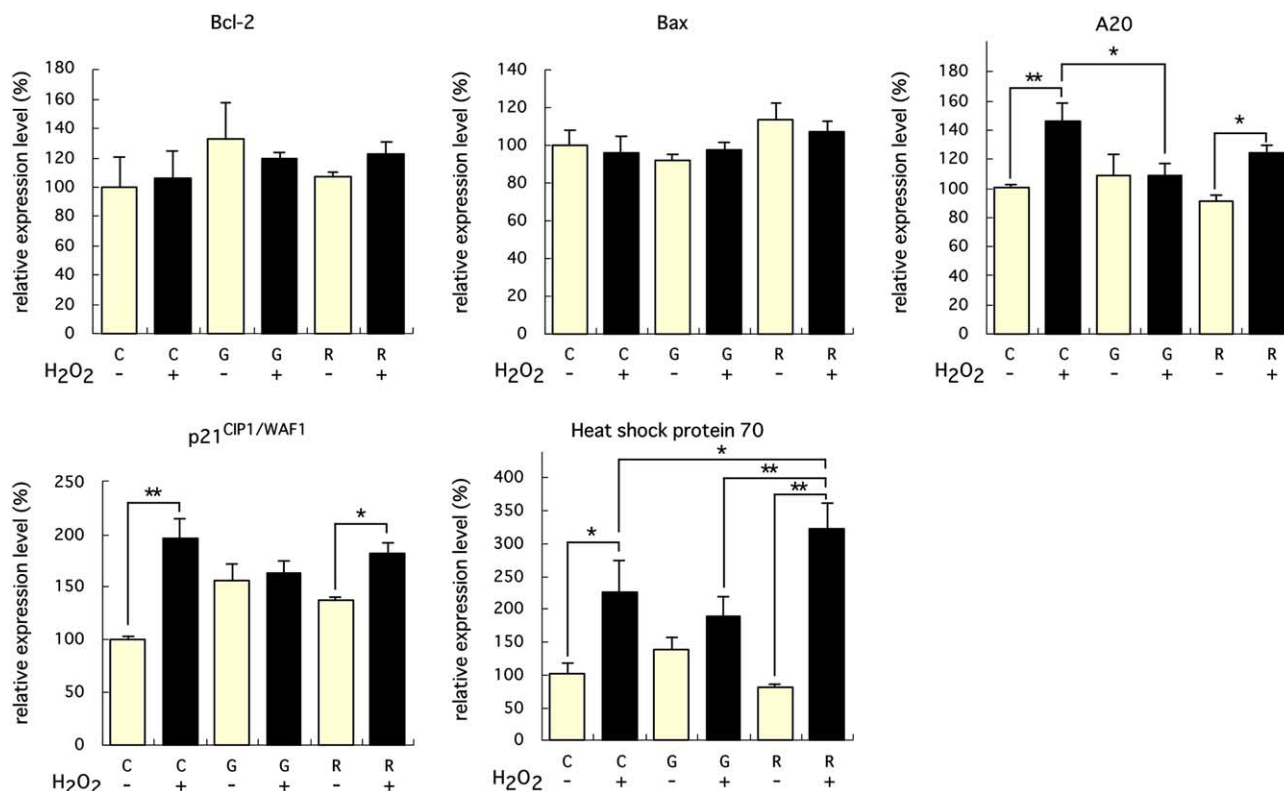 Bcl-2
relative expression level (%)
180
160
140
120
100
80
60
40
20
0
C C G G R R
H2O2 - + - + - +
Bax
relative expression level (%)
140
120
100
80
60
40
20
0
C C G G R R
H2O2 - + - + - +
A20
relative expression level (%)
180
160
140
120
100
80
60
40
20
0
** * *
C C G G R R
H2O2 - + - + - +
p21CIP1/WAF1
relative expression level (%)
250
200
150
100
50
0
** *
C C G G R R
H2O2 - + - + - +
Heat shock protein 70
relative expression level (%)
400
350
300
250
200
150
100
50
0
*
**
**
*
C C G G R R
H2O2 - + - + - +